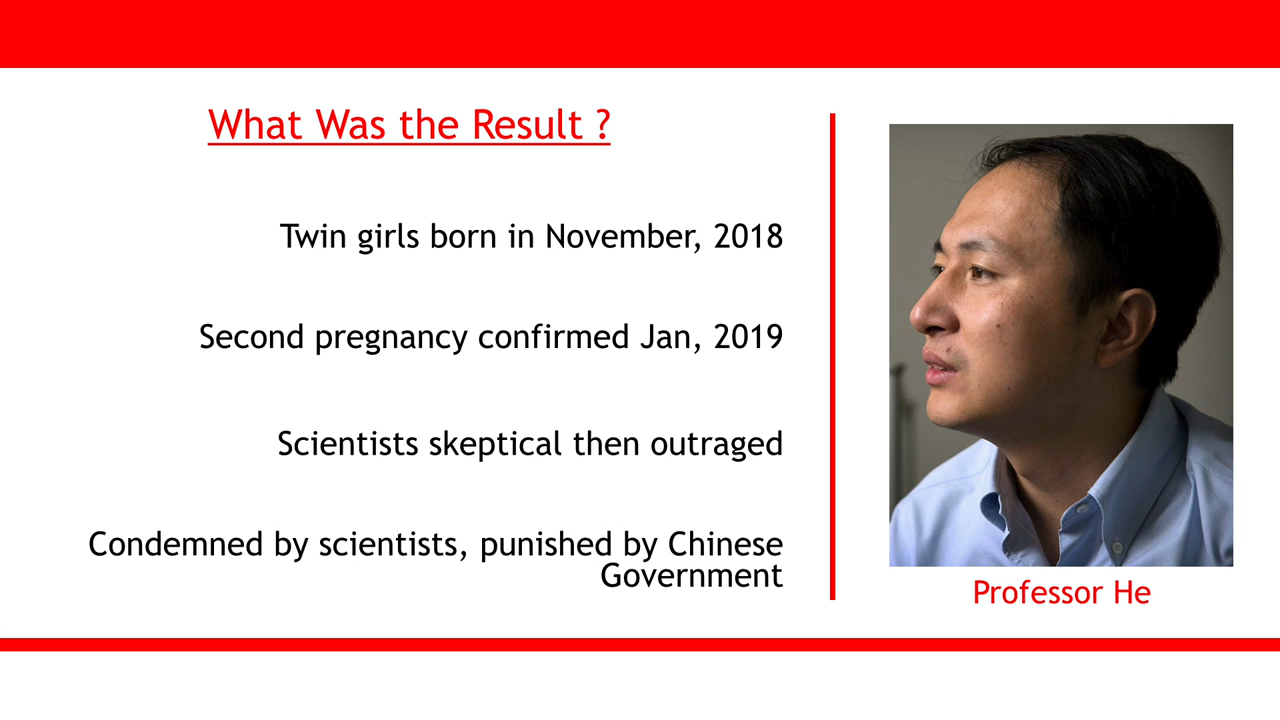 What Was the Result ?
Twin girls born in November, 2018
Second pregnancy confirmed Jan, 2019
Scientists skeptical then outraged
Condemned by scientists, punished by Chinese
Government
Professor He